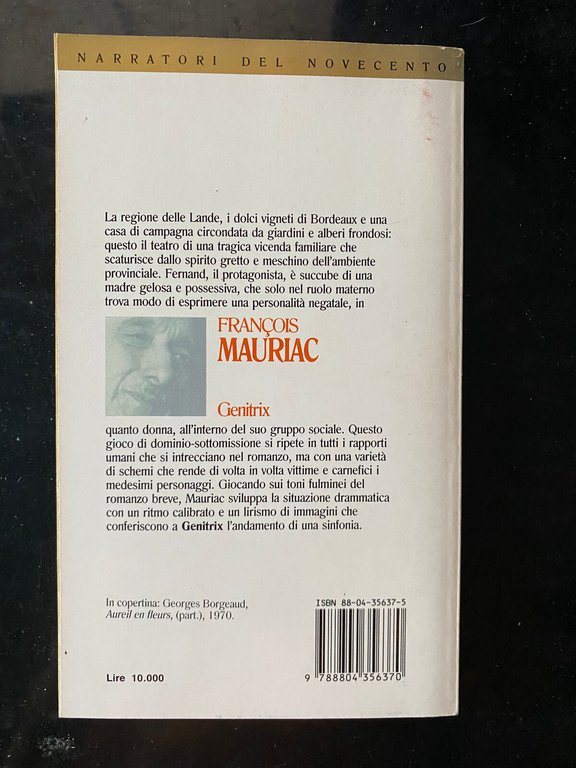 NARRATORI DEL NOVECENTO
La regione delle Lande, i dolci vigneti di Bordeaux e una
casa di campagna circondata da giardini e alberi frondosi:
questo il teatro di una tragica vicenda familiare che
scaturisce dallo spirito gretto e meschino dell'ambiente
provinciale. Fernand, il protagonista, è succube di una
madre gelosa e possessiva, che solo nel ruolo materno
trova modo di esprimere una personalità negatale, in
FRANÇOIS
MAURIAC
Genitrix
quanto donna, all'interno del suo gruppo sociale. Questo
gioco di dominio-sottomissione si ripete in tutti i rapporti
umani che si intrecciano nel romanzo, ma con una varietà
di schemi che rende di volta in volta vittime e carnefici i
medesimi personaggi. Giocando sui toni fulminei del
romanzo breve, Mauriac sviluppa la situazione drammatica
con un ritmo calibrato e un lirismo di immagini che
conferiscono a Genitrix l'andamento di una sinfonia.
In copertina: Georges Borgeaud,
Aureil en fleurs, (part.), 1970.
Lire 10.000
ISBN 88-04-35637-5
9 788804 356370